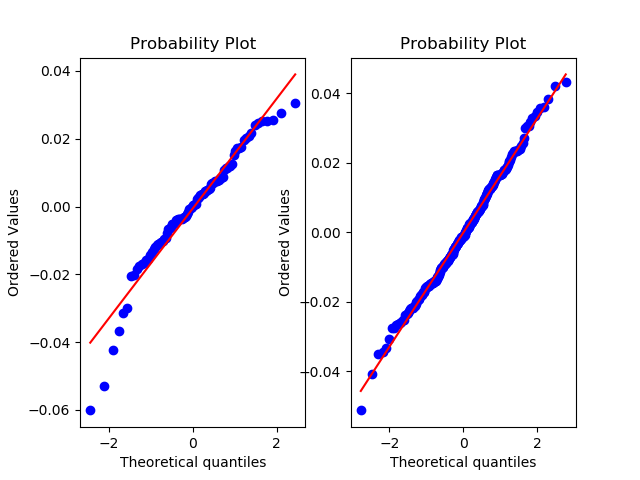 Probability Plot
0.04
0.02
0.00
−0.02
−0.04
−0.06
−2
0
2
Ordered Values
Theoretical quantiles
Probability Plot
0.04
0.02
0.00
−0.02
−0.04
−2
0
2
Ordered Values
Theoretical quantiles